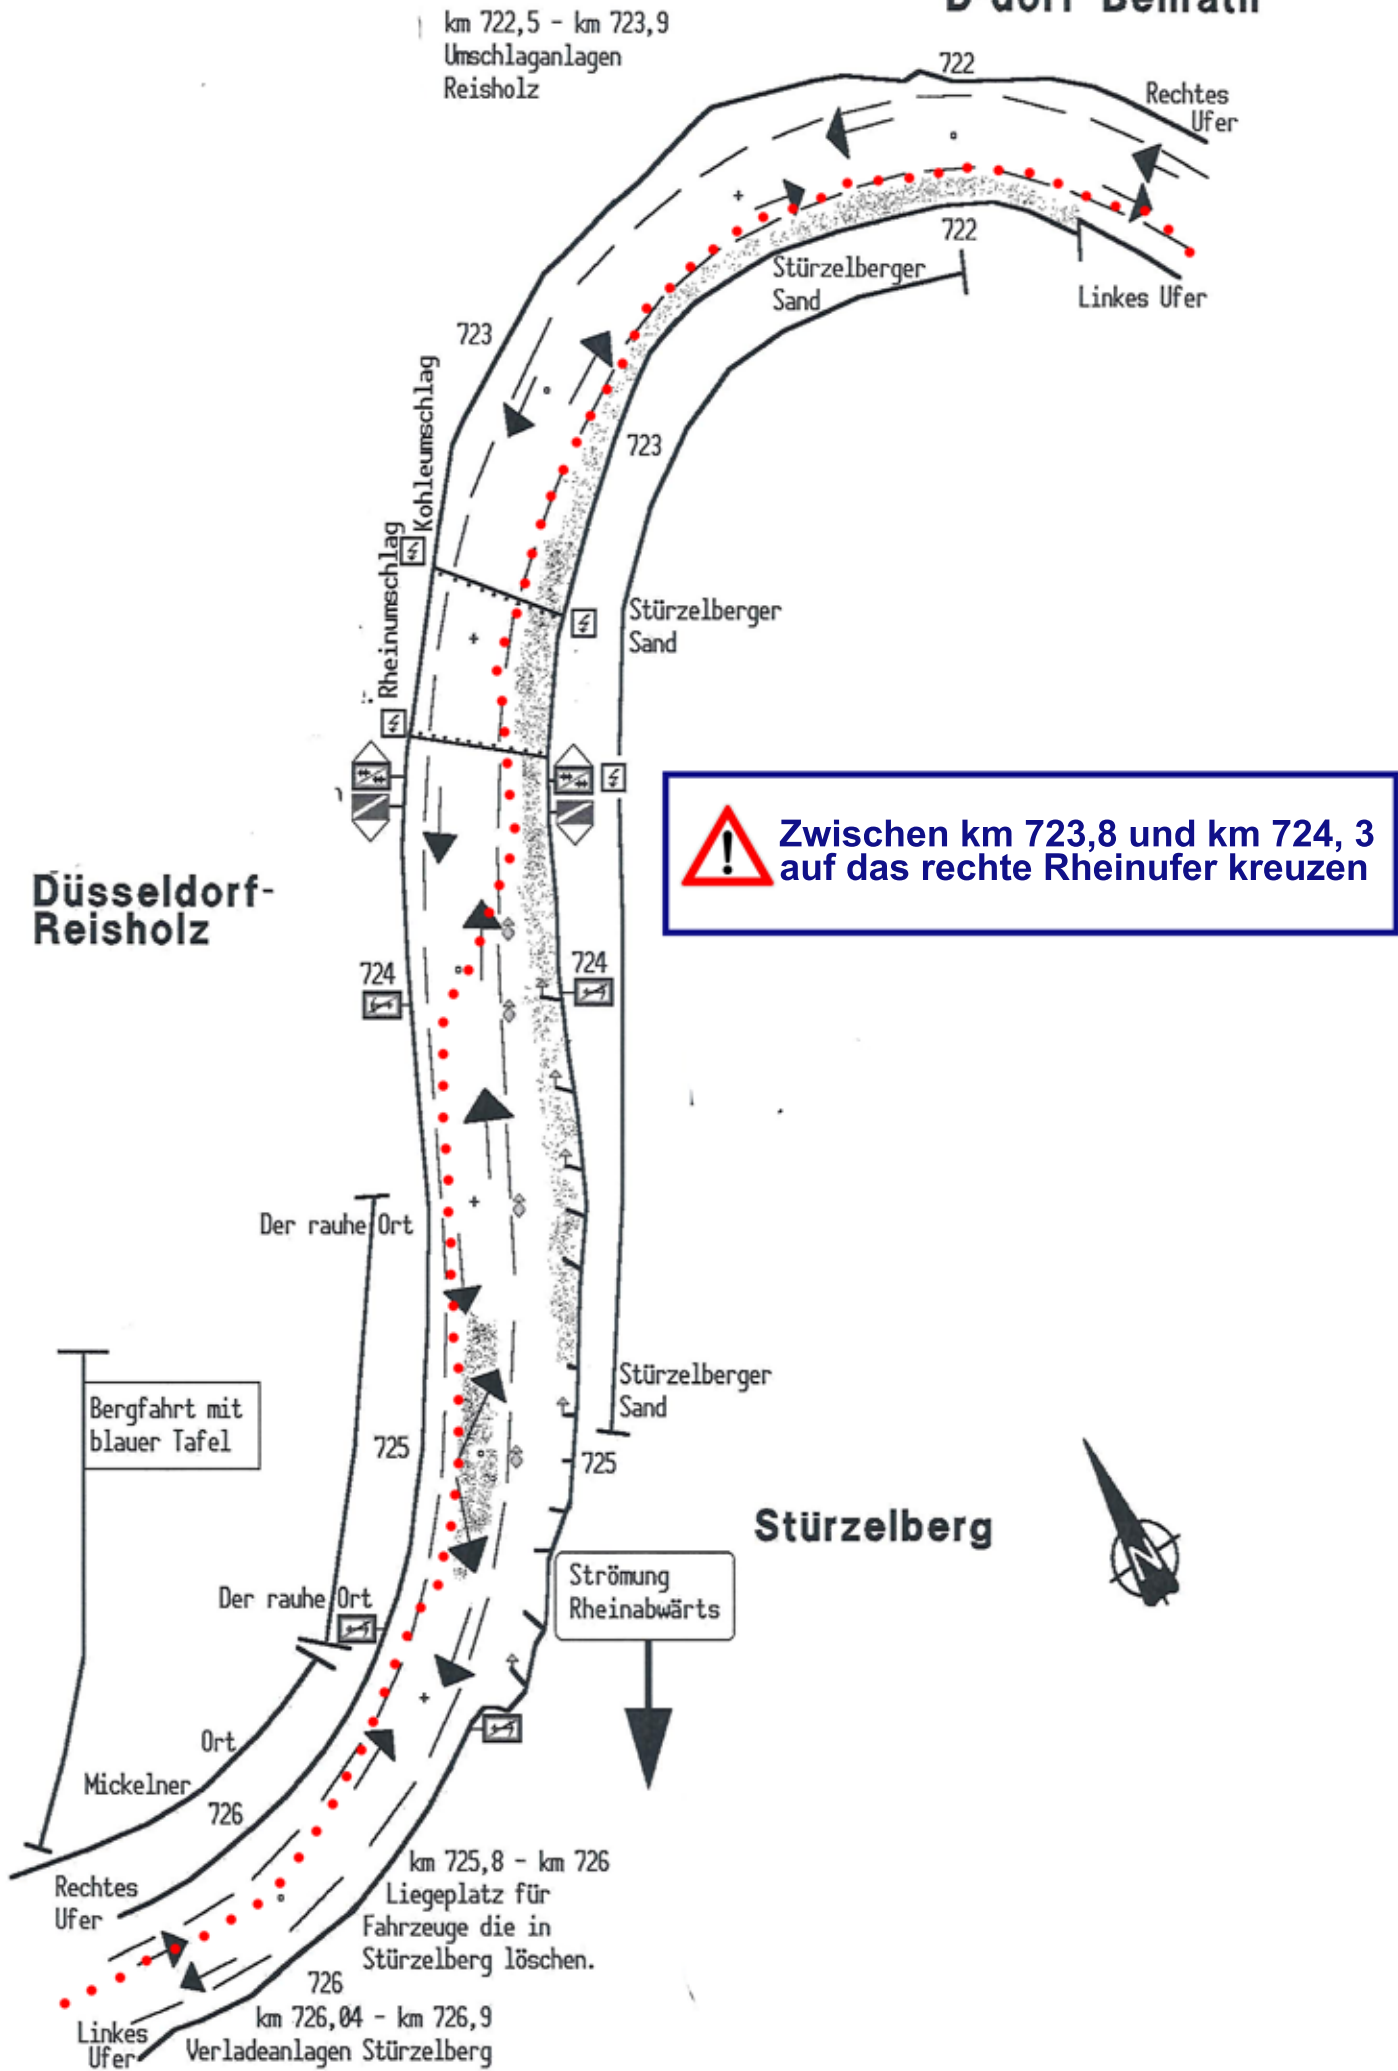 D'dorf-Benrath
km 722,5 - km 723,9
Umschlaganlagen
Reisholz
722
Rechtes
Ufer
722
Stürzelberger
Sand
Linkes Ufer
723
723
Kohleumschlag
Rheinumschlag
Stürzelberger
Sand
Zwischen km 723,8 und km 724, 3
auf das rechte Rheinufer kreuzen
Düsseldorf-
Reisholz
724
724
Der rauhe Ort
Stürzelberger
Sand
Bergfahrt mit
blauer Tafel
725
725
Stürzelberg
N
Strömung
Rheinabwärts
Der rauhe Ort
Ort
Mickelner
726
km 725,8 - km 726
Liegeplatz für
Fahrzeuge die in
Stürzelberg löschen.
Rechtes
Ufer
726
km 726,04 - km 726,9
Verladeanlagen Stürzelberg
Linkes
Ufer